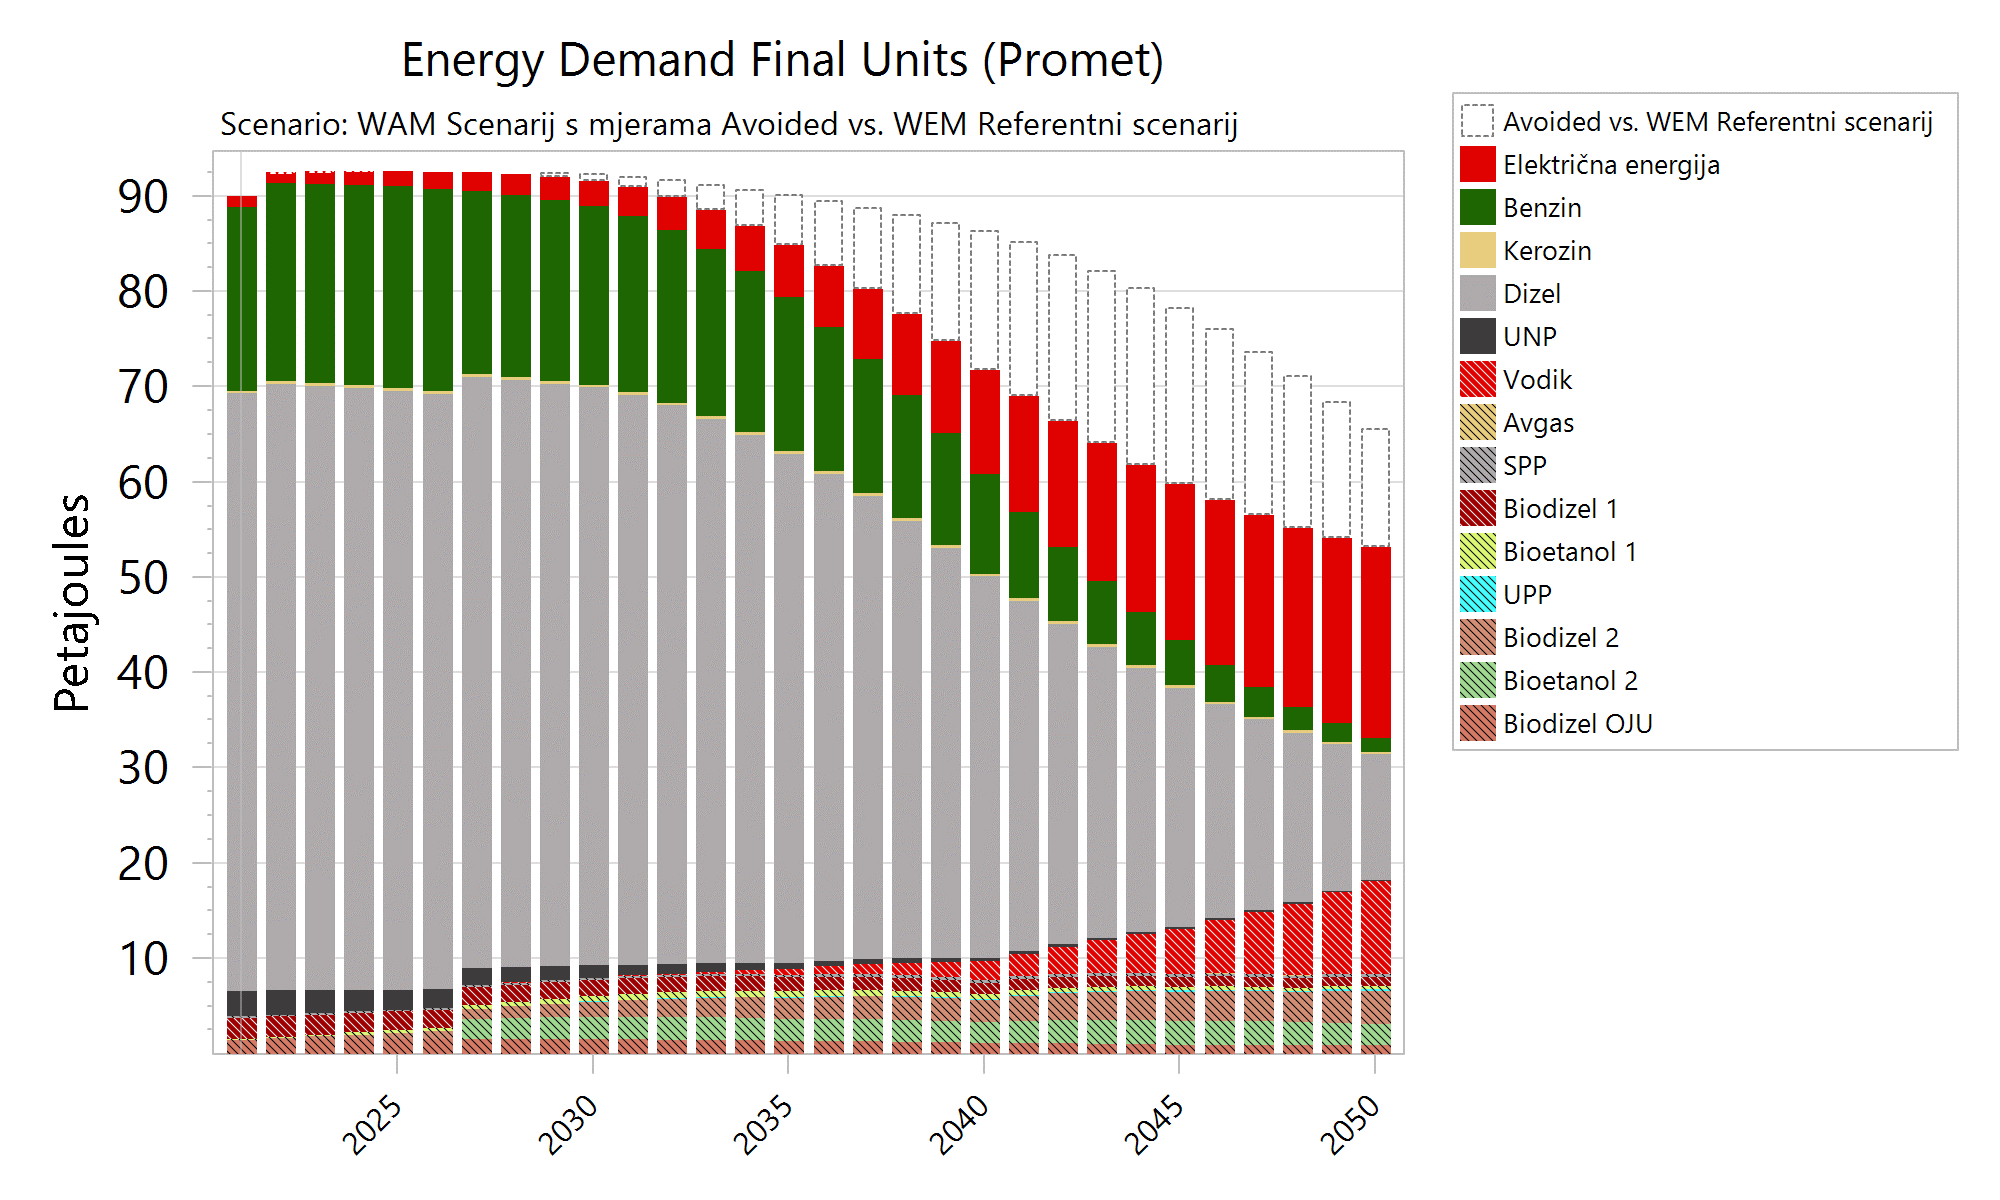 Energy Demand Final Units (Promet)
Scenario: WAM Scenarij s mjerama Avoided vs. WEM Referentni scenarij
Petajoules
90
80
70
60
50
40
30
20
10
2025
2030
2035
2040
2045
2050
Avoided vs. WEM Referentni scenarij
Električna energija
Benzin
Kerozin
Dizel
UNP
Vodik
Avgas
SPP
Biodizel 1
Bioetanol 1
UPP
Biodizel 2
Bioetanol 2
Biodizel OJU